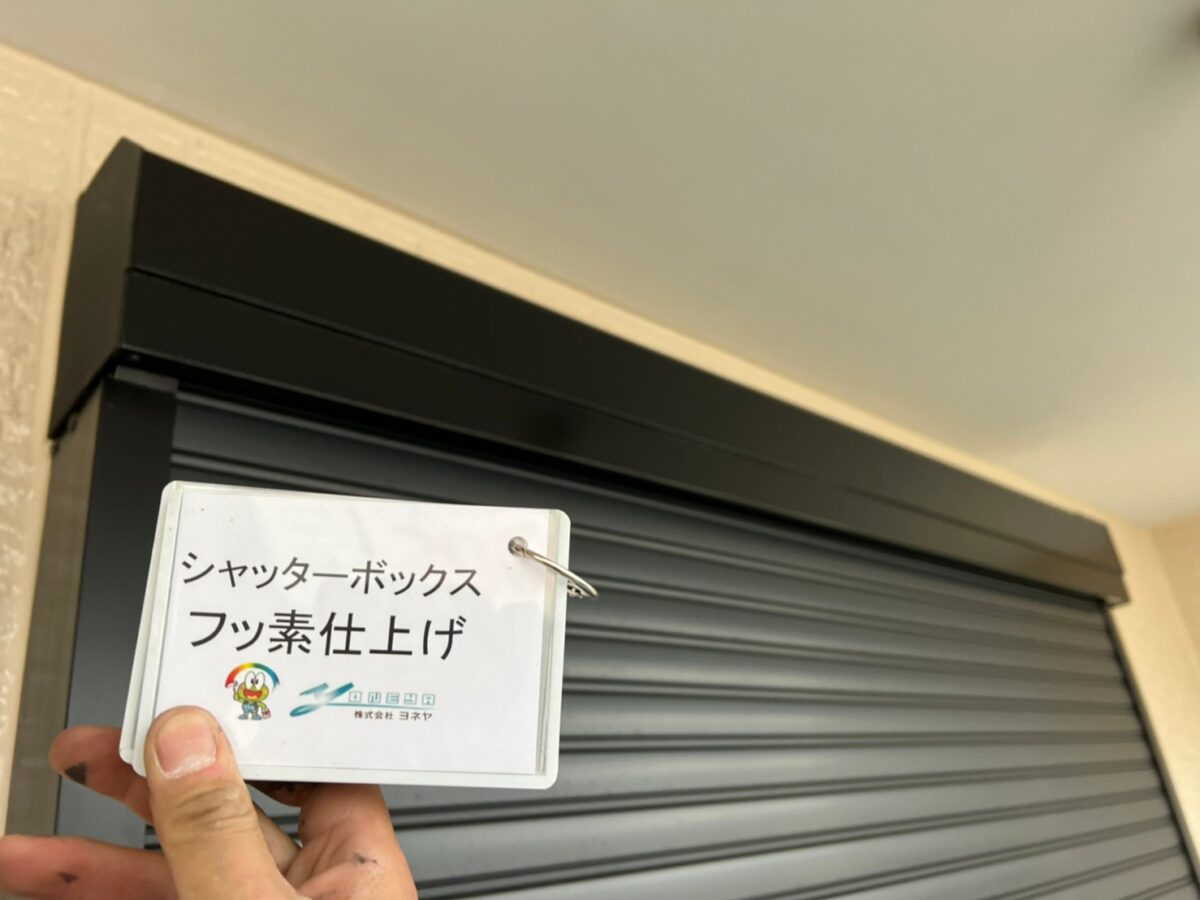 シャッターボックス
フッ素仕上げ
株式会社 ヨネヤ